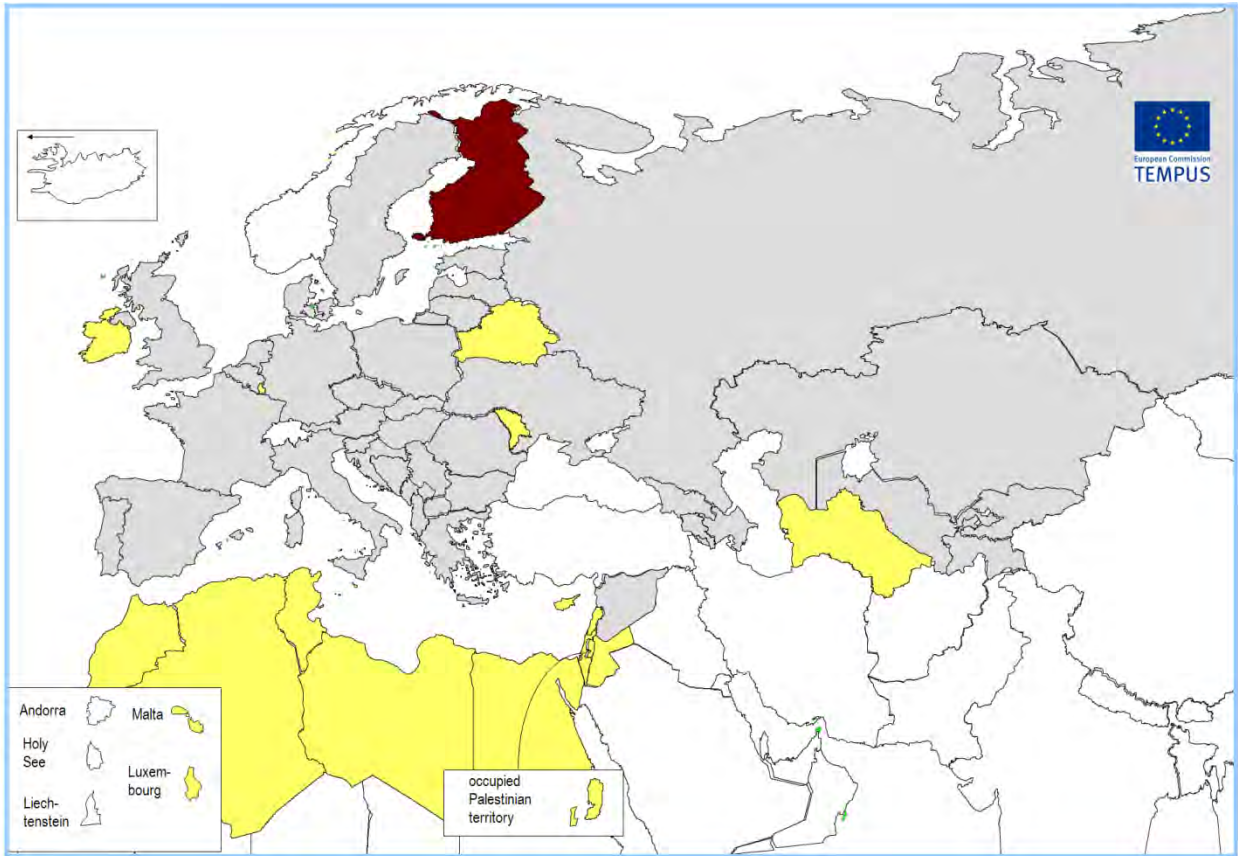 European Commission
TEMPUS
Andorra
Malta
Holy
See
Luxem-
bourg
Liech-
tenstein
occupied
Palestinian
territory